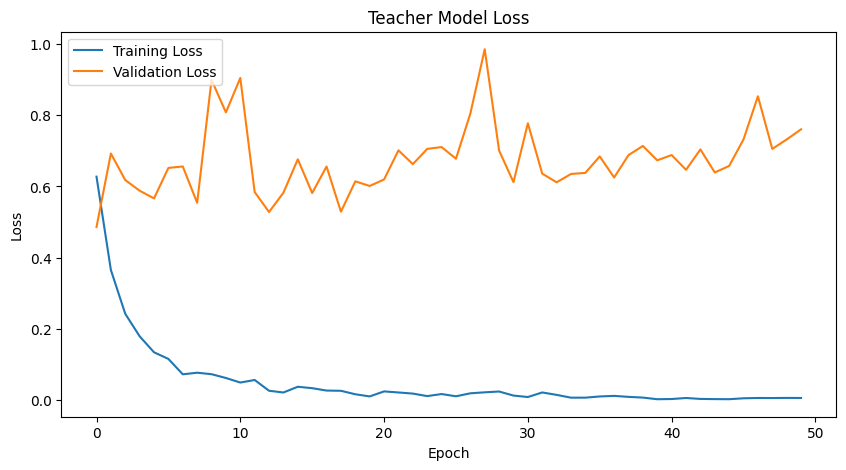 Teacher Model Loss
Training Loss
Validation Loss
1.0
0.8
0.6
0.4
0.2
0.0
Loss
0 10 20 30 40 50
Epoch